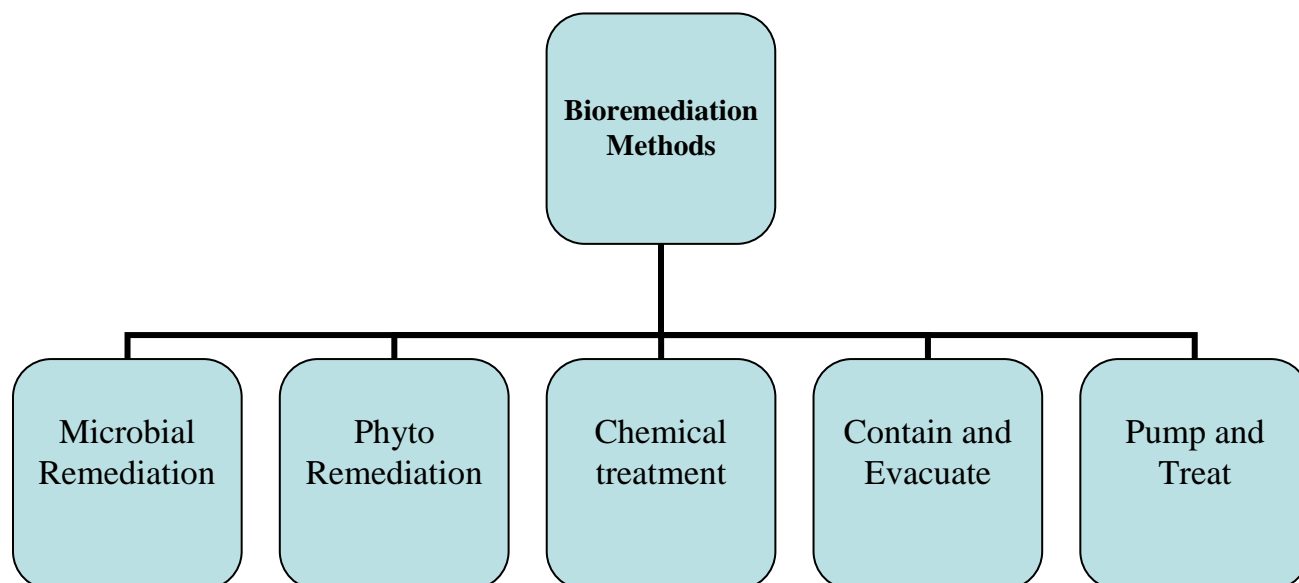 Bioremediation
Methods
Microbial
Remediation
Phyto
Remediation
Chemical
treatment
Contain and
Evacuate
Pump and
Treat